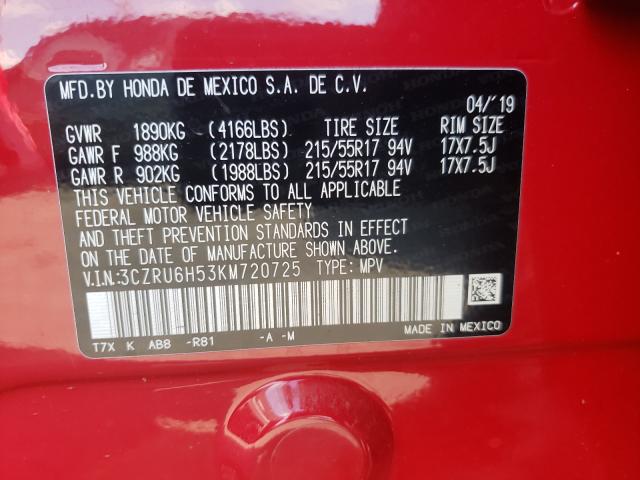 MFD.BY HONDA DE MEXICO S.A. DE C.V.
04/'19
GVWR 1890KG (4166LBS) TIRE SIZE RIM SIZE
GAWR F 988KG (2178LBS) 215/55R17 94V 17X7.5J
GAWR R 902KG (1988LBS) 215/55R17 94V 17X7.5J
THIS VEHICLE CONFORMS TO ALL APPLICABLE
FEDERAL MOTOR VEHICLE SAFETY
AND THEFT PREVENTION STANDARDS IN EFFECT
ON THE DATE OF MANUFACTURE SHOWN ABOVE.
V.I.N:3CZRU6H53KM720725 TYPE: MPV
MADE IN MEXICO
T7X K AB8 -R81 -A -M